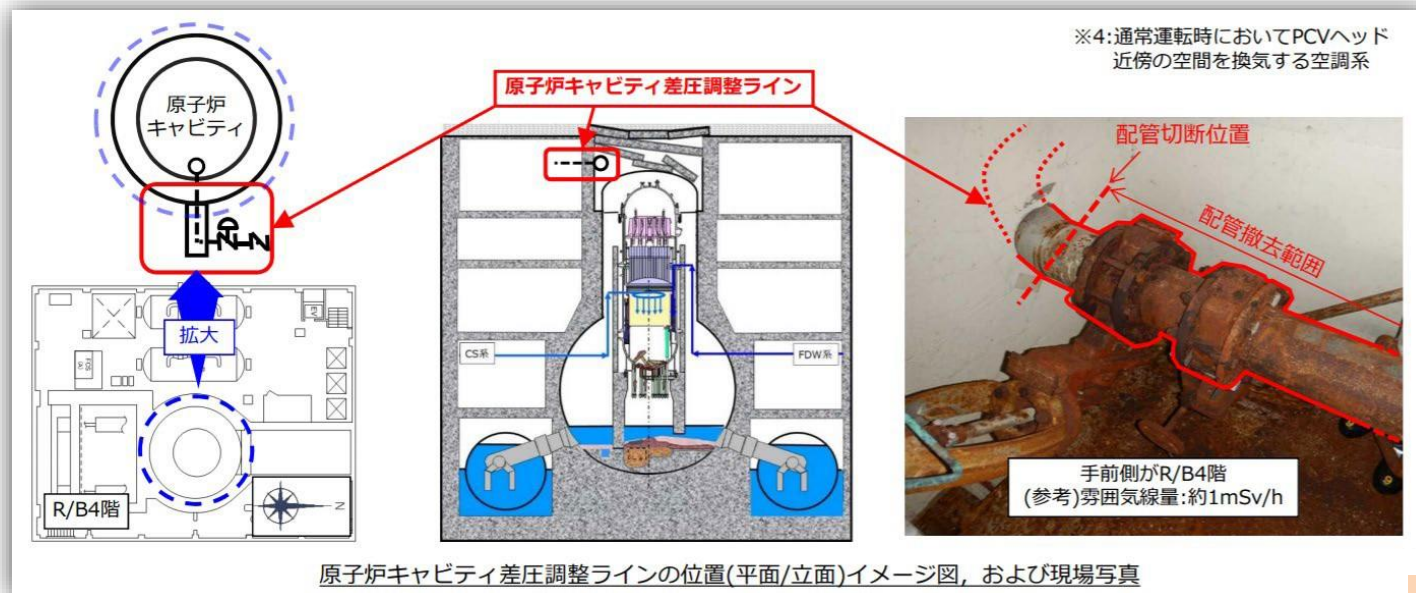 ※4:通常運転時においてPCVヘッド
近傍の空間を換気する空調系
原子炉キャビティ差圧調整ライン
原子炉
キャビティ
拡大
R/B4階
N
CS系
FDW系
配管切断位置
配管撤去範囲
手前側がR/B4階
(参考)雰囲気線量:約1mSv/h
原子炉キャビティ差圧調整ラインの位置(平面/立面)イメージ図, および現場写真